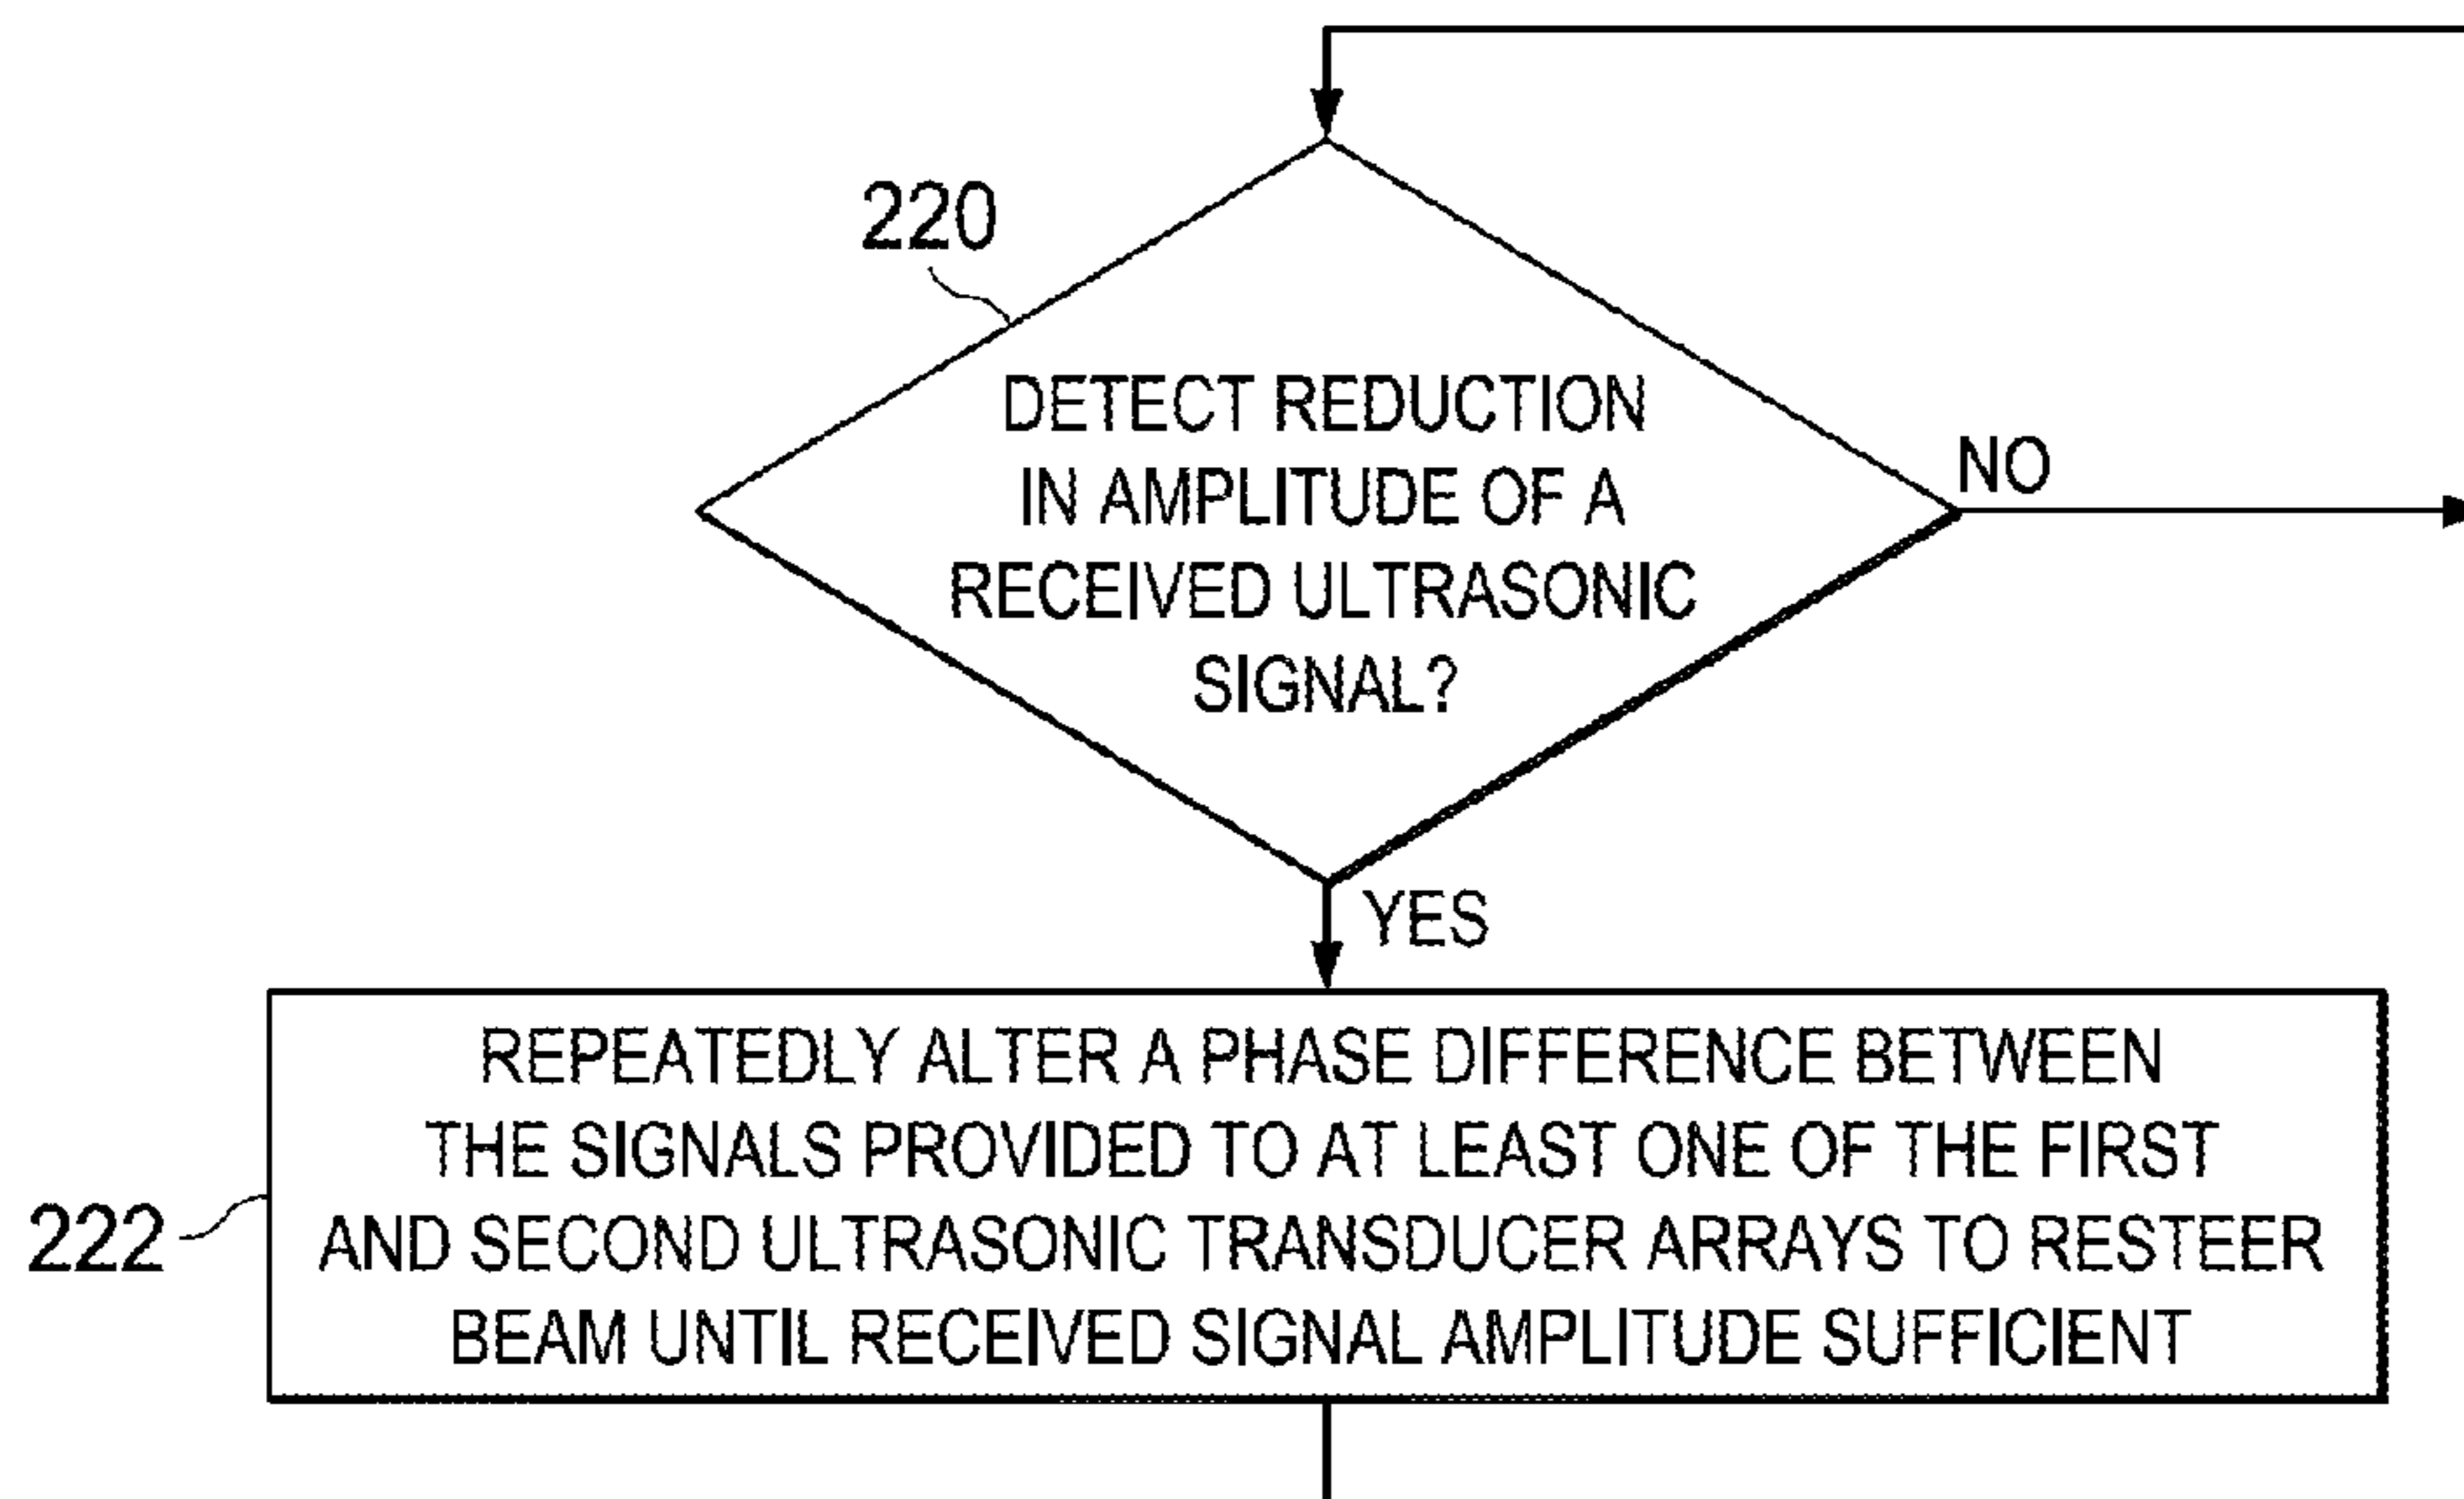 220
DETECT REDUCTION
IN AMPLITUDE OF A
RECEIVED ULTRASONIC
SIGNAL?
NO
YES
REPEATEDLY ALTER A PHASE DIFFERENCE BETWEEN
THE SIGNALS PROVIDED TO AT LEAST ONE OF THE FIRST
AND SECOND ULTRASONIC TRANSDUCER ARRAYS TO RESTEER
BEAM UNTIL RECEIVED SIGNAL AMPLITUDE SUFFICIENT
222